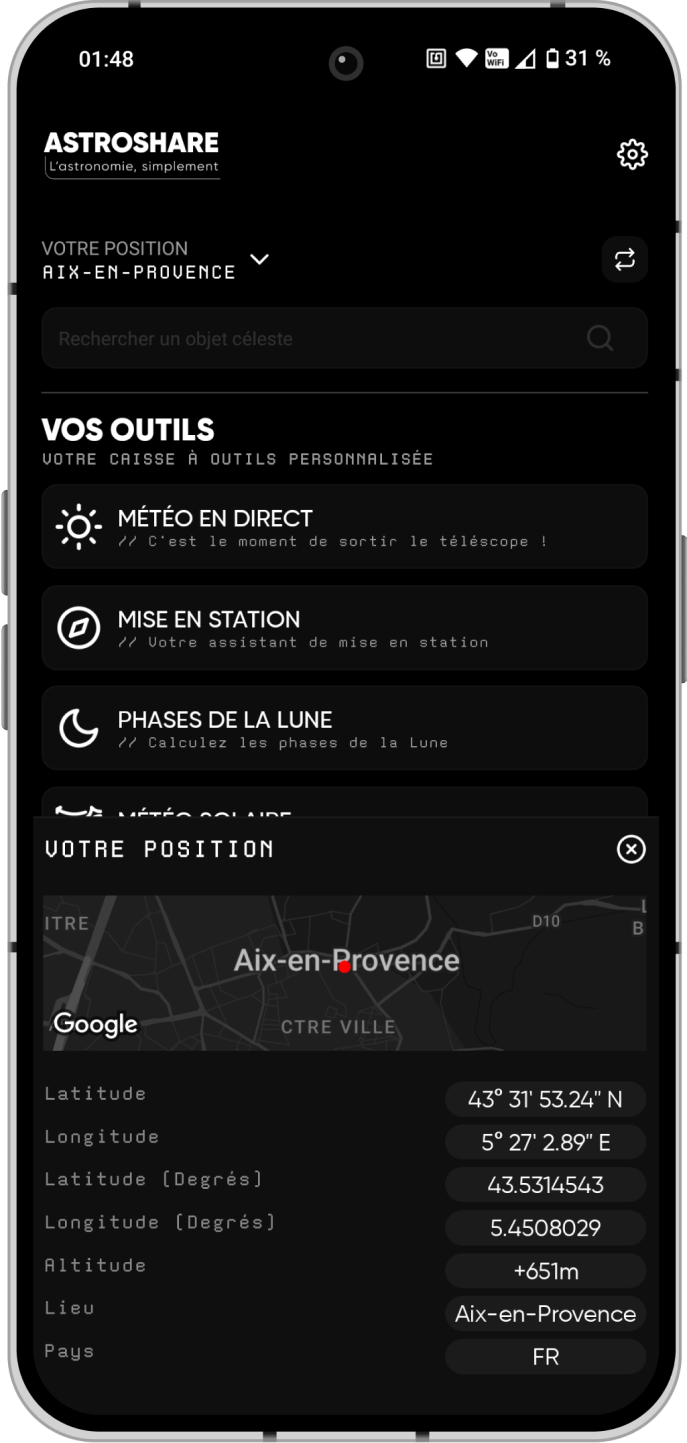 01:48
Vo
WiFi
31 %
ASTROSHARE
L'astronomie, simplement
VOTRE POSITION
AIX-EN-PROVENCE
Rechercher un objet céleste
VOS OUTILS
VOTRE CAISSE À OUTILS PERSONNALISÉE
MÉTÉO EN DIRECT
// C'est le moment de sortir le téléscope !
MISE EN STATION
// Votre assistant de mise en station
PHASES DE LA LUNE
// Calculez les phases de la Lune
MÉTÉO SOLAIRE
VOTRE POSITION
ITRE
D10
L
B
Aix-en-Provence
Google
CTRE VILLE
Latitude 43° 31' 53.24" N
Longitude 5° 27' 2.89" E
Latitude (Degrés) 43.5314543
Longitude (Degrés) 5.4508029
Altitude +651m
Lieu Aix-en-Provence
Pays FR